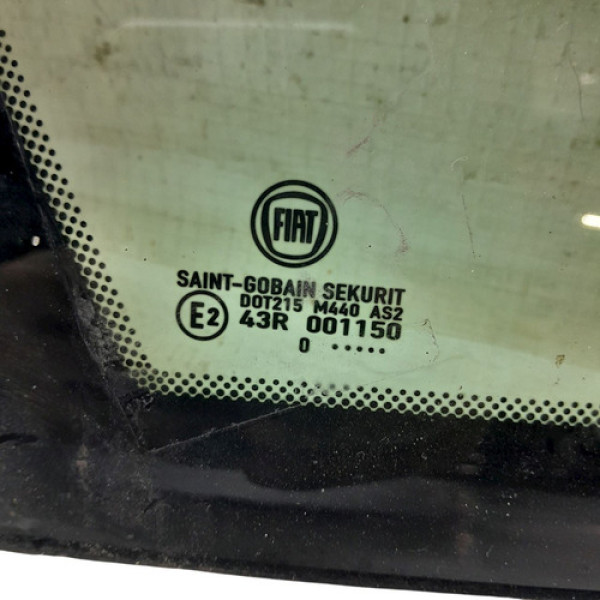 FIAT
SAINT-GOBAIN SEKURIT
DOT215 M440 AS2
E2 43R 001150
0 .....